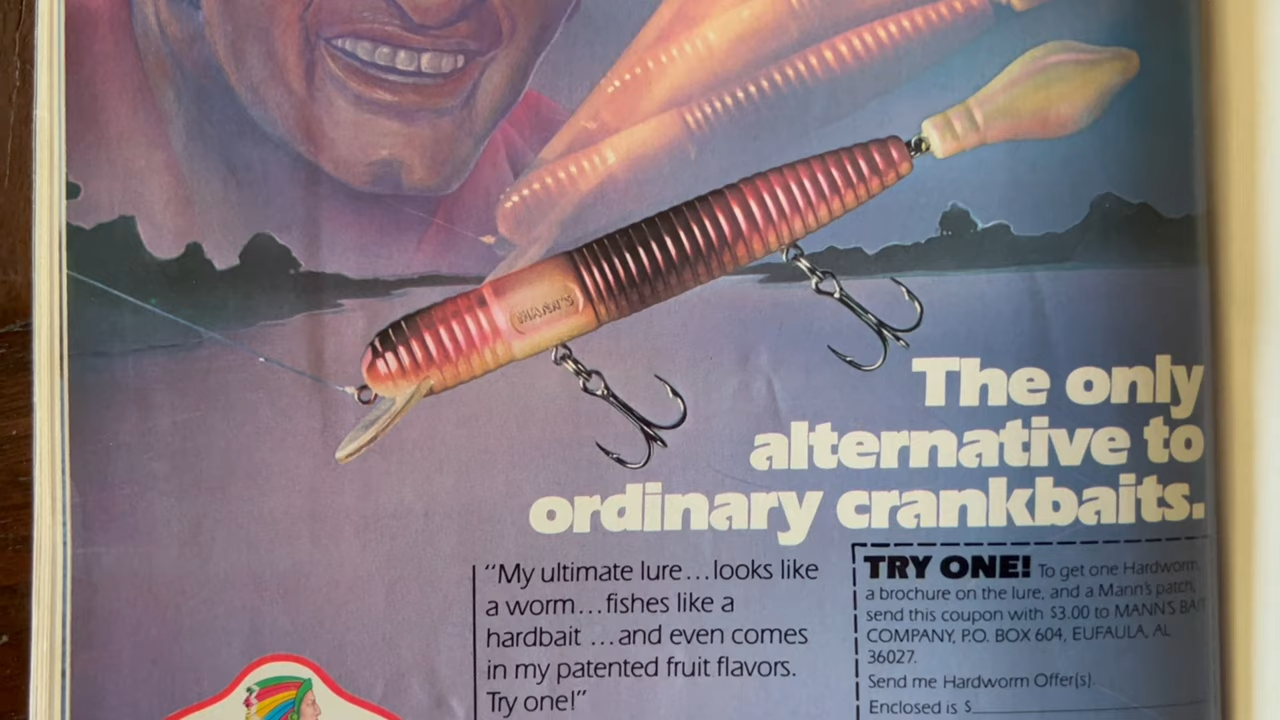 MANN'S
The only
alternative to
ordinary crankbaits.
“My ultimate lure...looks like
a worm...fishes like a
hardbait ...and even comes
in my patented fruit flavors.
Try one!”
TRY ONE! To get one Hardworm,
a brochure on the lure, and a Mann's patch,
send this coupon with $3.00 to MANN'S
COMPANY, P.O. BOX 604, EUFAULA, AL
36027.
Send me Hardworm Offer(s).
Enclosed is $